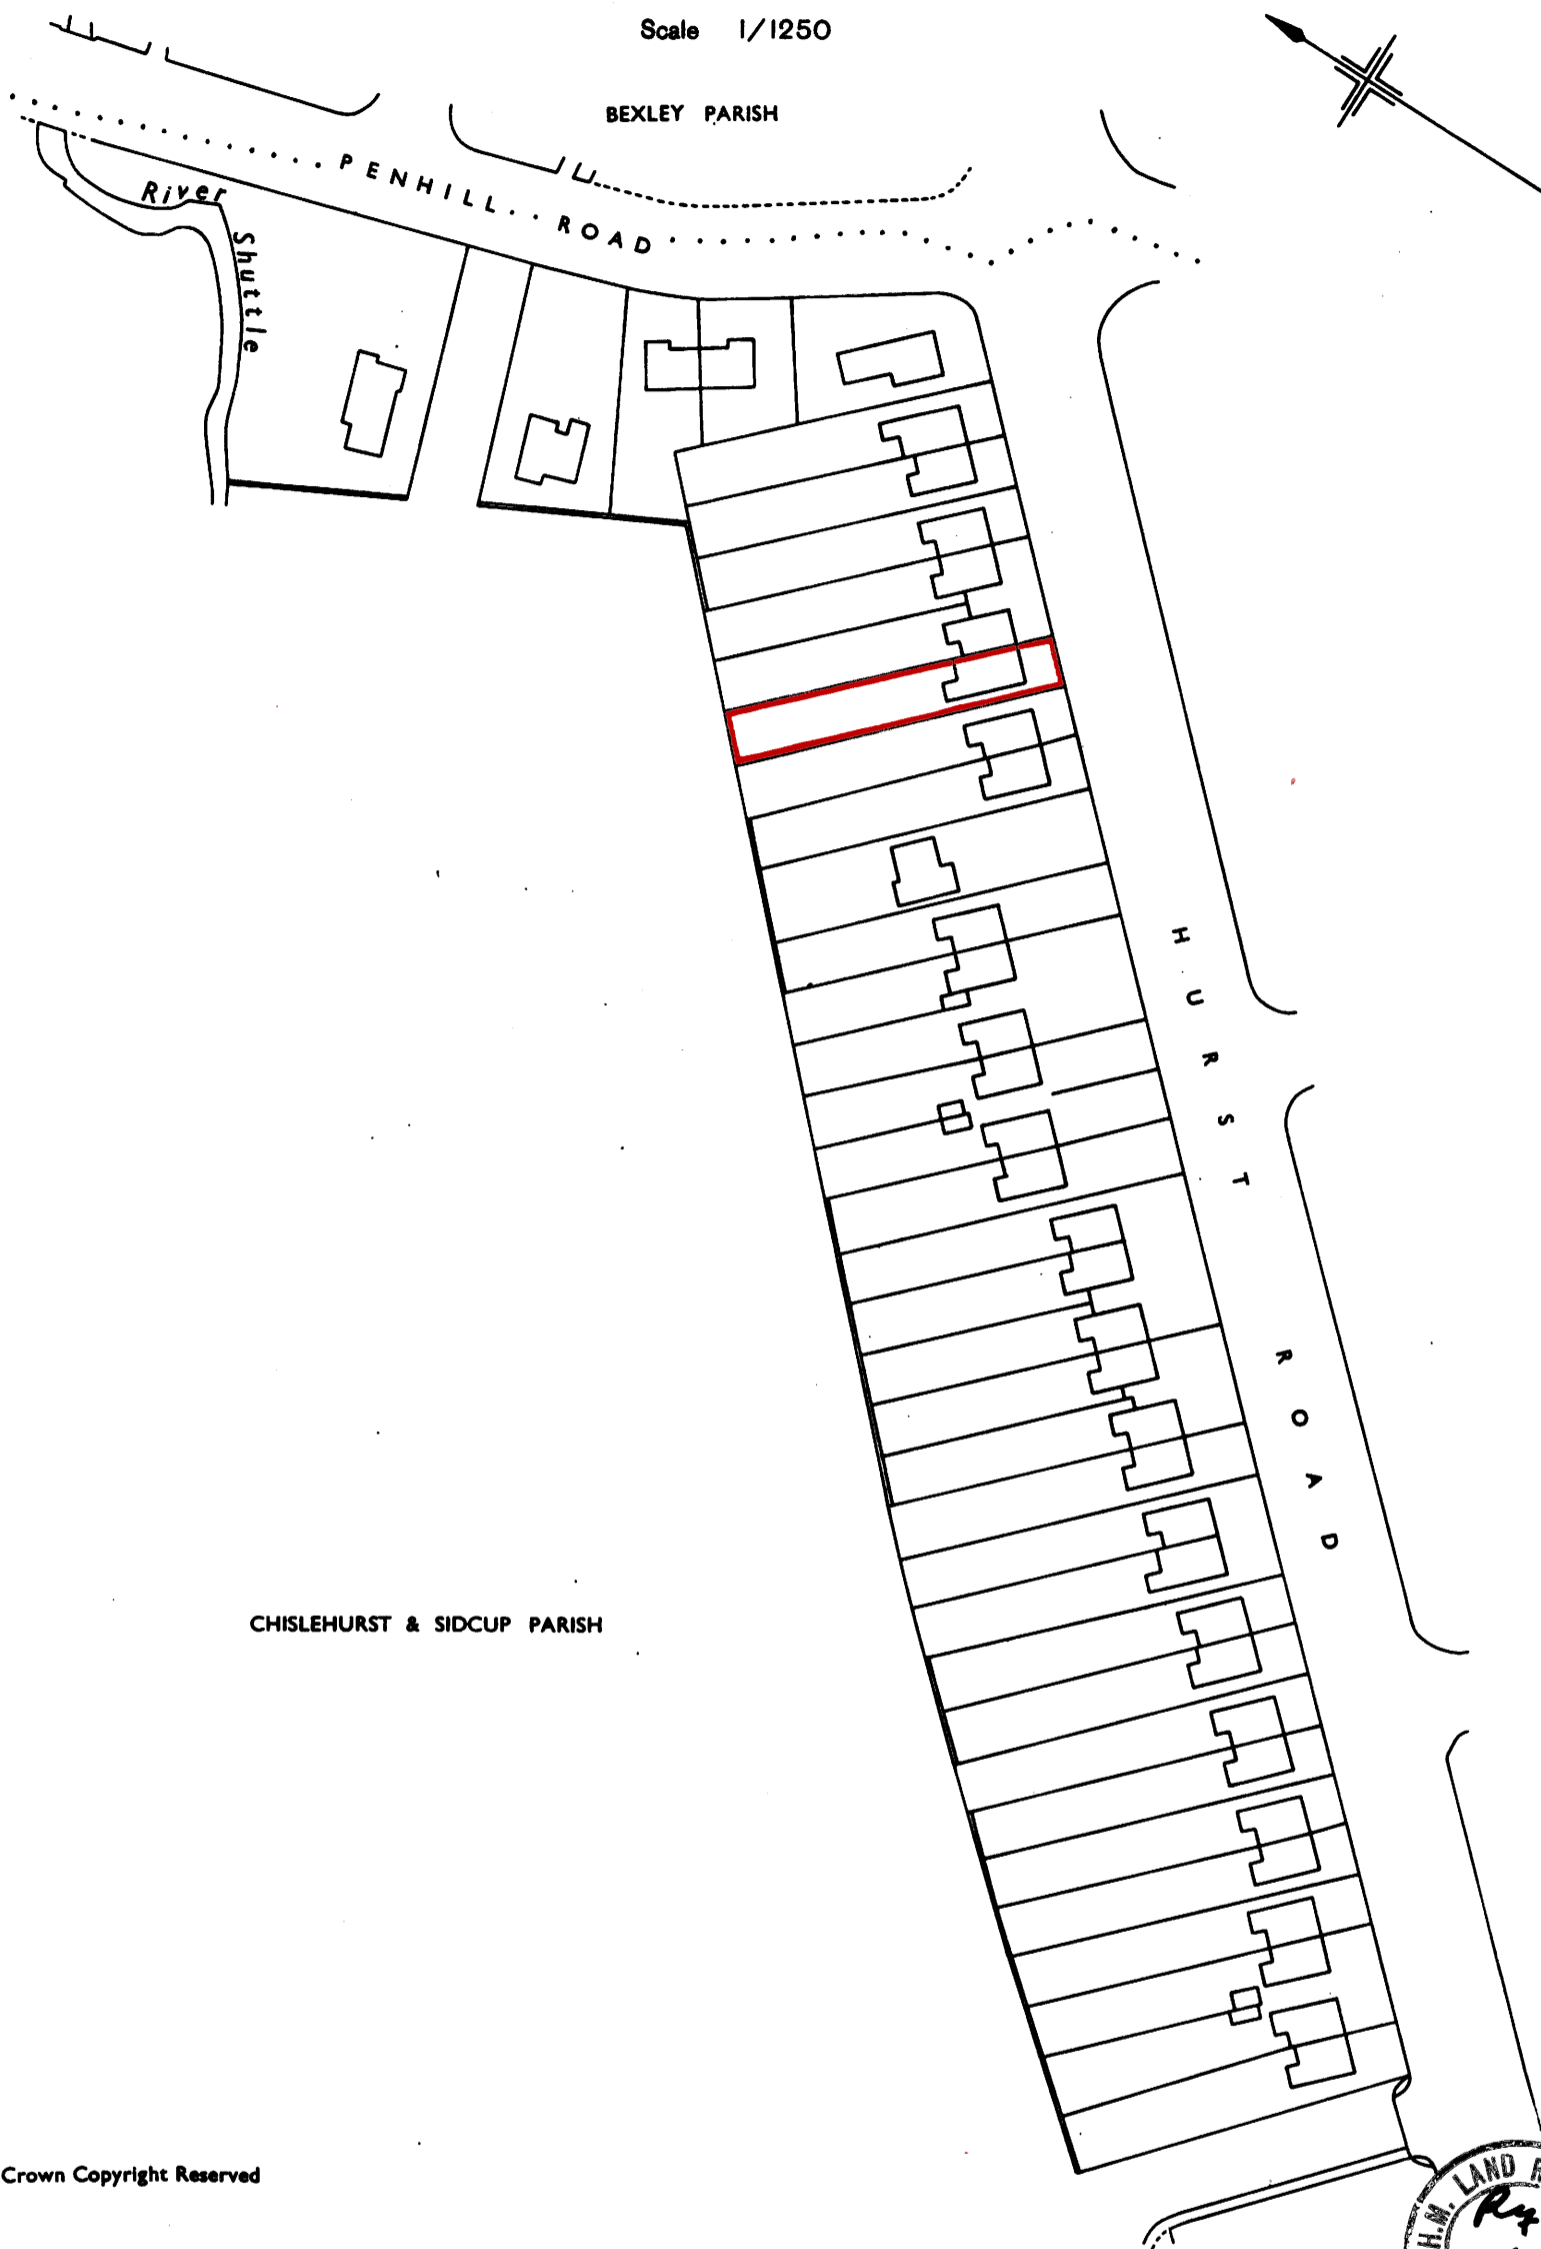 Scale 1/1250
BEXLEY PARISH
PENHILL ROAD
River Shuttle
HURST ROAD
CHISLEHURST & SIDCUP PARISH
Crown Copyright Reserved
H.M. LAND